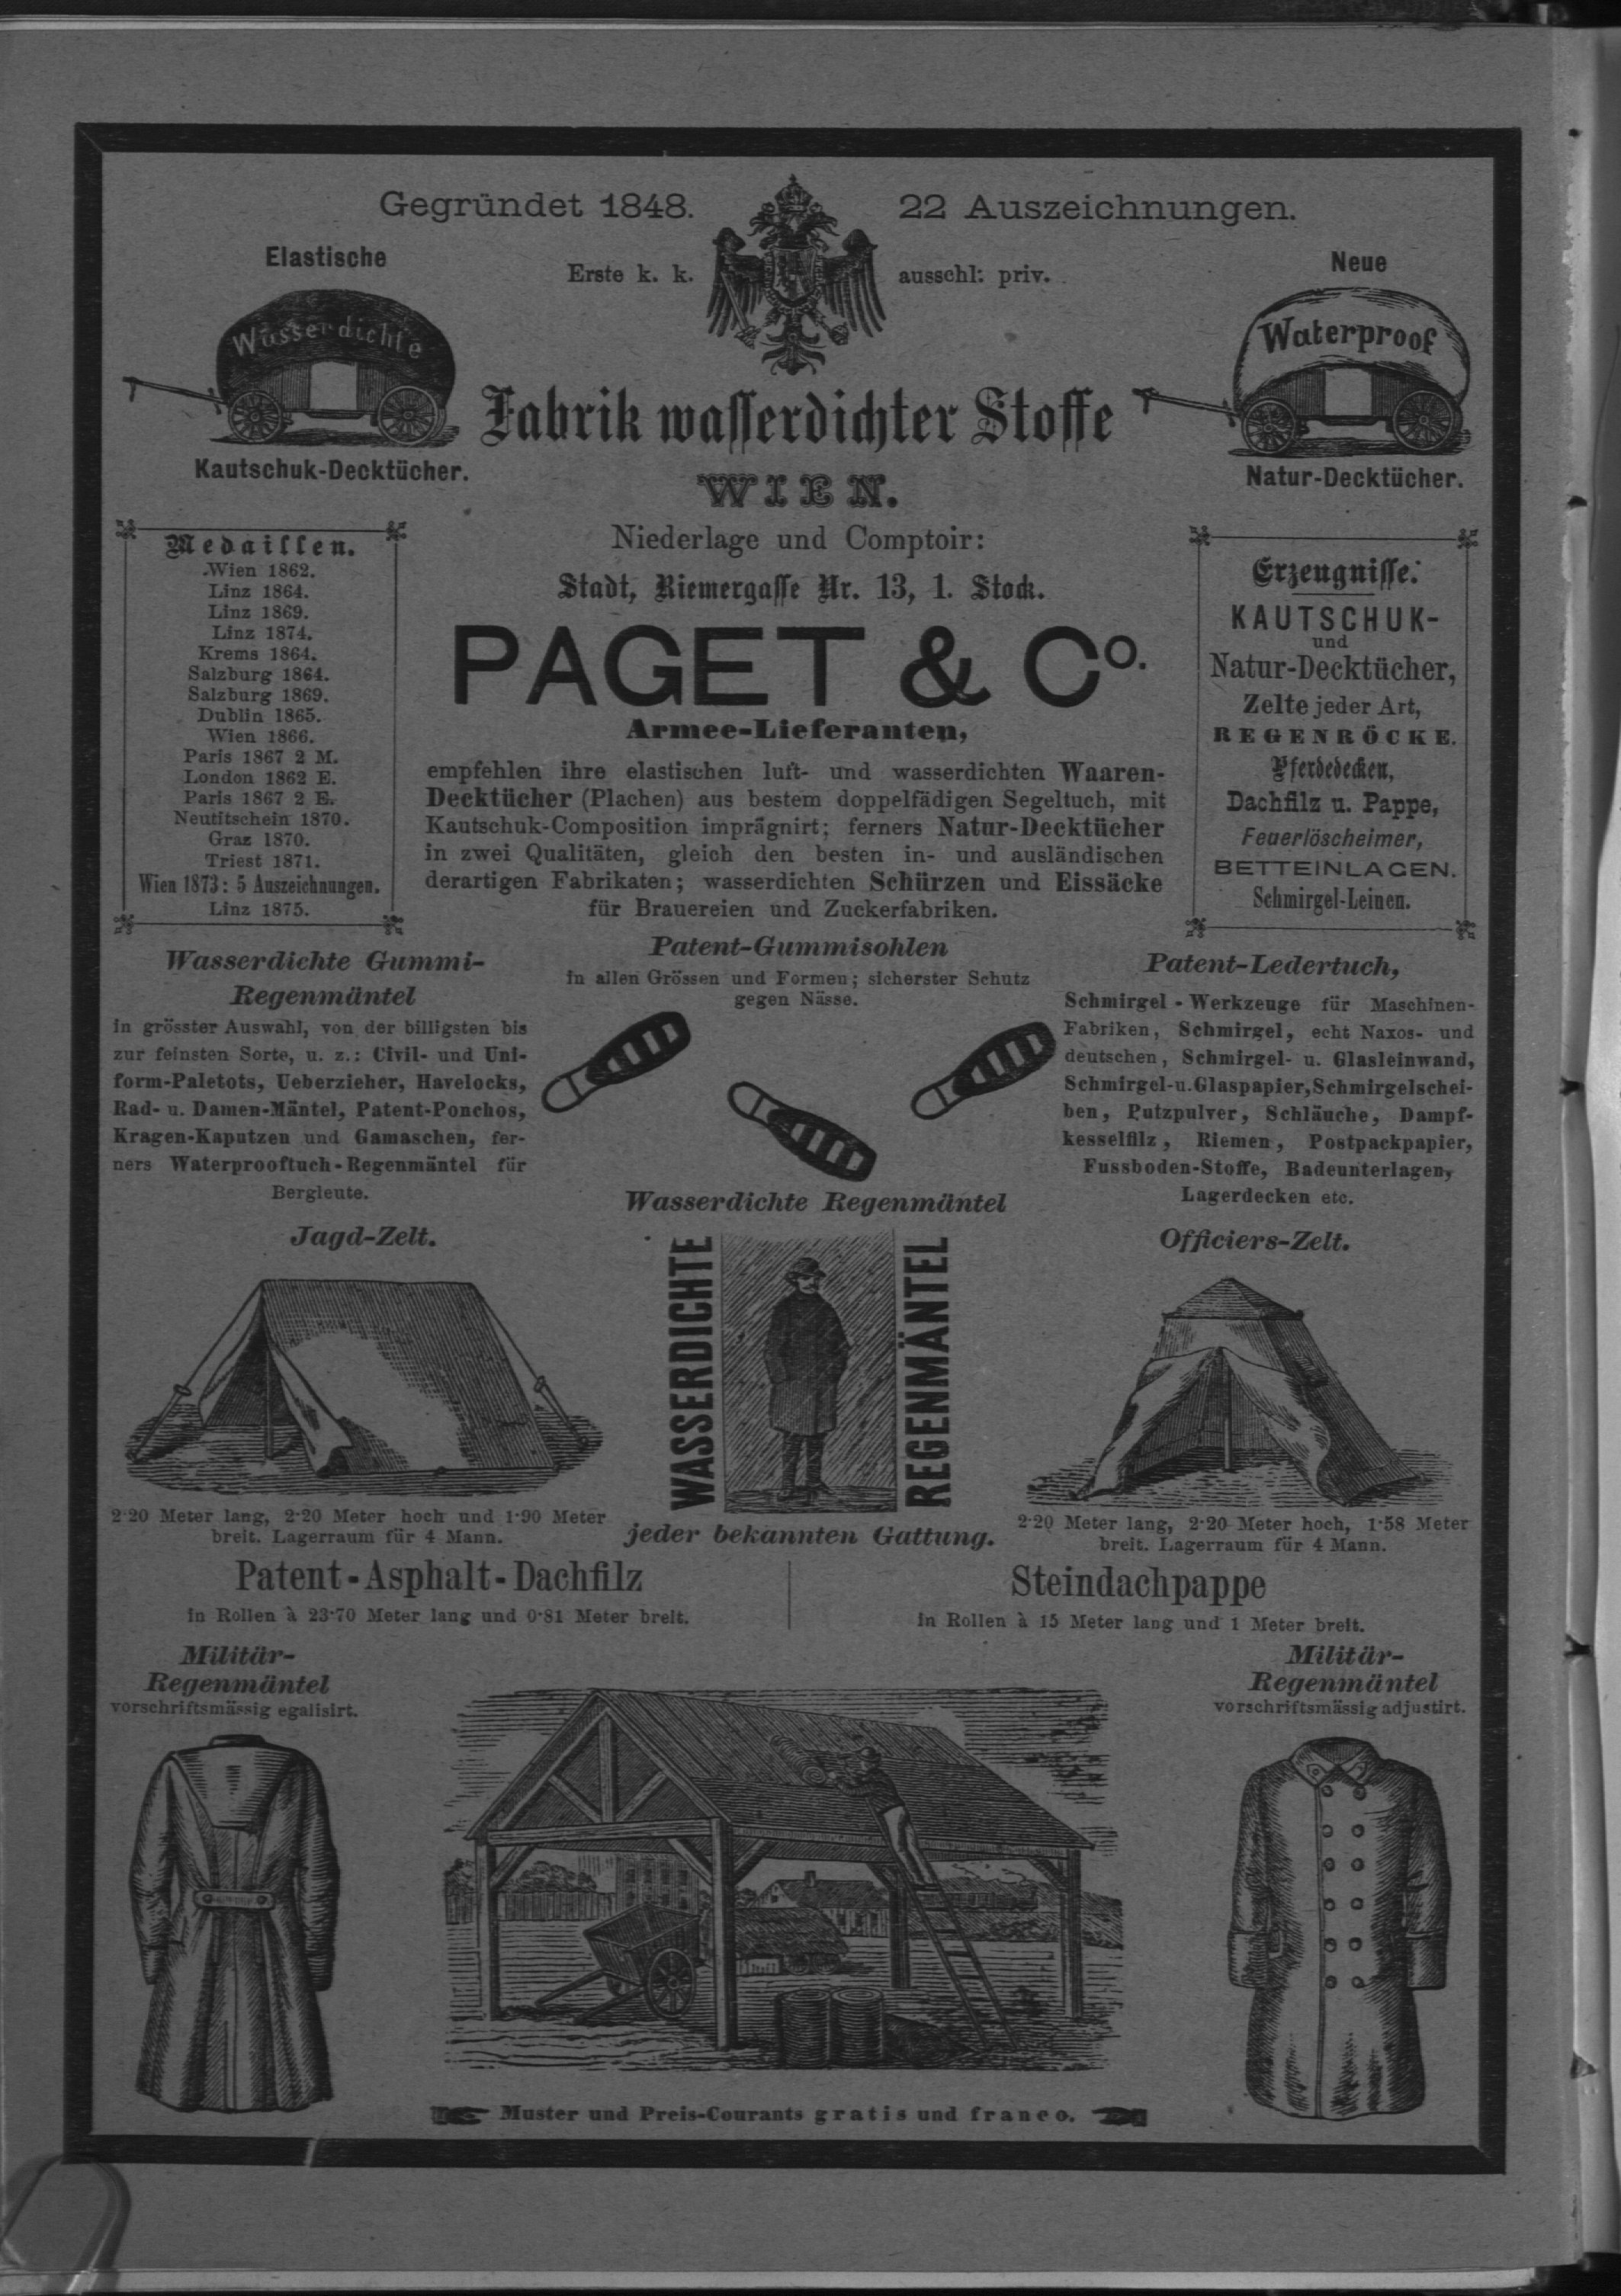 Gegründet 1848.
22 Auszeichnungen.
Elastische
Wasserdichte
Kautschuk-Decktücher.
Erste k. k.
ausschl: priv.
Neue
Waterproof
Natur-Decktücher.
Fabrik wasserdichter Stoffe
WIEN.
Niederlage und Comptoir:
Stadt, Riemergasse Nr. 13, 1. Stock.
PAGET & Co.
Armee-Lieferanten,
empfehlen ihre elastischen luft- und wasserdichten Waaren-
Decktücher (Plachen) aus bestem doppelfädigen Segeltuch, mit
Kautschuk-Composition imprägnirt; ferners Natur-Decktücher
in zwei Qualitäten, gleich den besten in- und ausländischen
derartigen Fabrikaten; wasserdichten Schürzen und Eissäcke
für Brauereien und Zuckerfabriken.
Medaillen.
Wien 1862.
Linz 1864.
Linz 1869.
Linz 1874.
Krems 1864.
Salzburg 1864.
Salzburg 1869.
Dublin 1865.
Wien 1866.
Paris 1867 2 M.
London 1862 E.
Paris 1867 2 E.
Neutitschein 1870.
Graz 1870.
Triest 1871.
Wien 1873: 5 Auszeichnungen.
Linz 1875.
Erzeugnisse:
KAUTSCHUK-
und
Natur-Decktücher,
Zelte jeder Art,
REGENRÖCKE.
Pferdedecken,
Dachfilz u. Pappe,
Feuerlöscheimer,
BETTEINLAGEN.
Schmirgel-Leinen.
Wasserdichte Gummi-
Regenmäntel
in grösster Auswahl, von der billigsten bis
zur feinsten Sorte, u. z.: Civil- und Uni-
form-Paletots, Ueberzieher, Havelocks,
Rad- u. Damen-Mäntel, Patent-Ponchos,
Kragen-Kaputzen und Gamaschen, fer-
ners Waterprooftuch-Regenmäntel für
Bergleute.
Patent-Gummisohlen
in allen Grössen und Formen; sicherster Schutz
gegen Nässe.
Patent-Ledertuch,
Schmirgel-Werkzeuge für Maschinen-
Fabriken, Schmirgel, echt Naxos- und
deutschen, Schmirgel- u. Glasleinwand,
Schmirgel-u.Glaspapier,Schmirgelschei-
ben, Putzpulver, Schläuche, Dampf-
kesselfilz, Riemen, Postpackpapier,
Fussboden-Stoffe, Badeunterlagen,
Lagerdecken etc.
Jagd-Zelt.
2·20 Meter lang, 2·20 Meter hoch und 1·90 Meter
breit. Lagerraum für 4 Mann.
Wasserdichte Regenmäntel
WASSERDICHTE
REGENMÄNTEL
jeder bekannten Gattung.
Officiers-Zelt.
2·20 Meter lang, 2·20 Meter hoch, 1·58 Meter
breit. Lagerraum für 4 Mann.
Patent-Asphalt-Dachfilz
in Rollen à 23·70 Meter lang und 0·81 Meter breit.
Steindachpappe
in Rollen à 15 Meter lang und 1 Meter breit.
Militär-
Regenmäntel
vorschriftsmässig egalisirt.
Militär-
Regenmäntel
vorschriftsmässig adjustirt.
Muster und Preis-Courants gratis und franco.